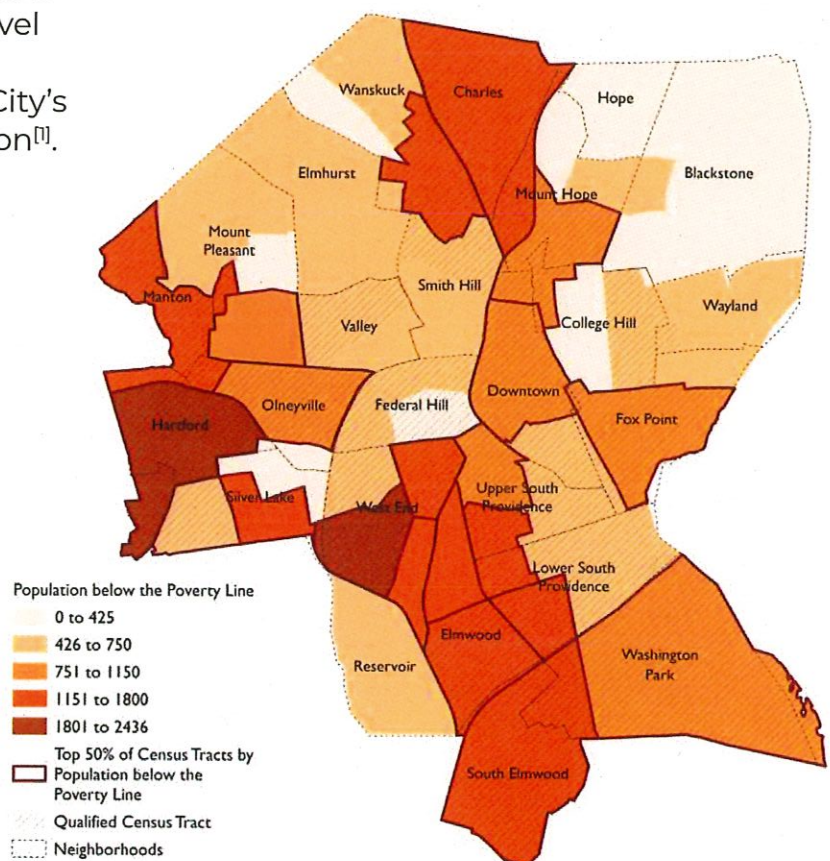 vel
City's
on[1].
Wanskuck
Charles
Hope
Elmhurst
Blackstone
Mount Hope
Mount
Pleasant
Smith Hill
Manton
Wayland
Valley
College Hill
Downtown
Olneyville
Federal Hill
Fox Point
Hartford
Silver Lake
West End
Upper South
Providence
Lower South
Providence
Elmwood
Washington
Park
Reservoir
South Elmwood
Population below the Poverty Line
0 to 425
426 to 750
751 to 1150
1151 to 1800
1801 to 2436
Top 50% of Census Tracts by
Population below the
Poverty Line
Qualified Census Tract
Neighborhoods